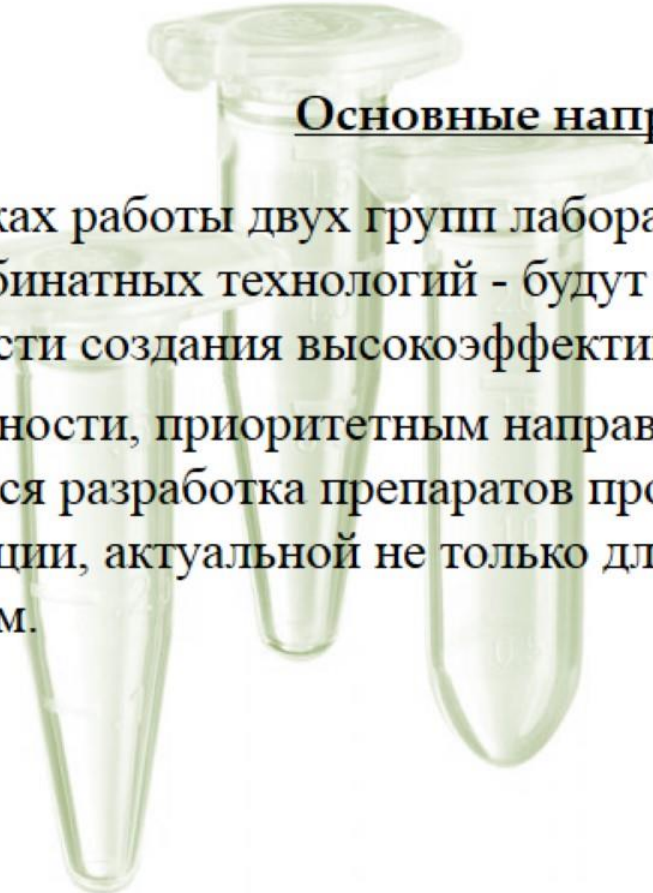 Основные напр
ках работы двух групп лабора
бинатных технологий - будут
сти создания высокоэффекти
ности, приоритетным направ
ся разработка препаратов про
ции, актуальной не только дл
м.